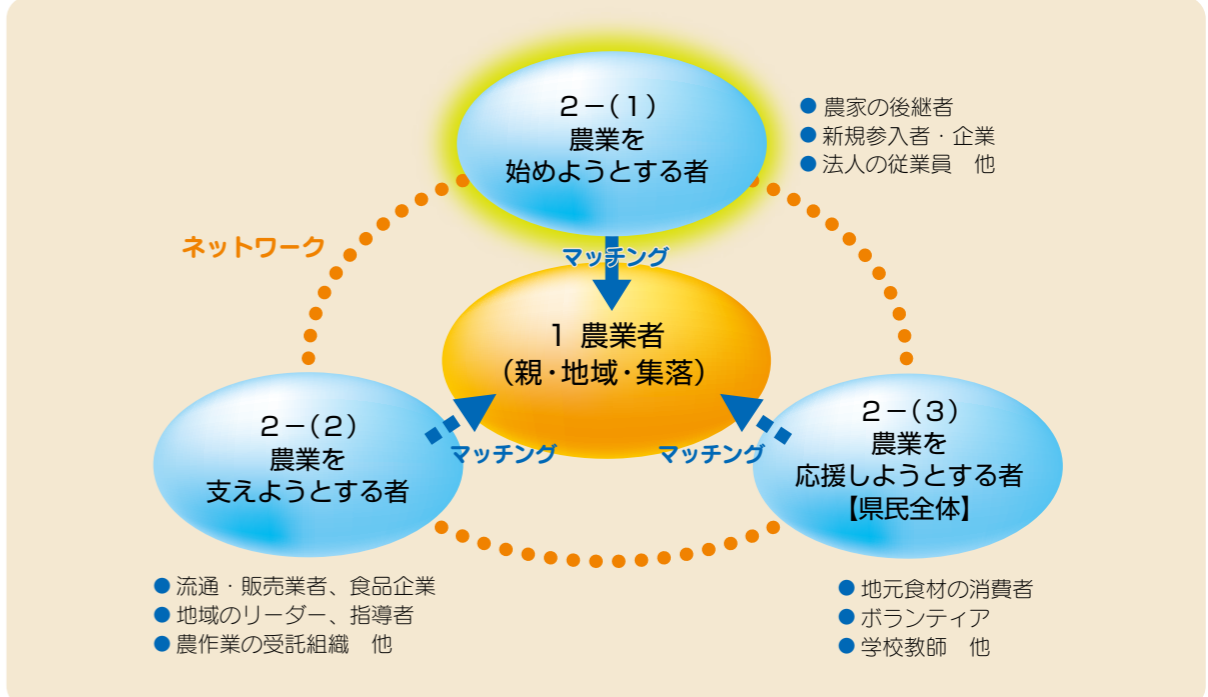 2－(1)
農業を
始めようとする者
● 農家の後継者
● 新規参入者・企業
● 法人の従業員　他
ネットワーク
マッチング
1 農業者
（親・地域・集落）
2－(2)
農業を
支えようとする者
マッチング
マッチング
2－(3)
農業を
応援しようとする者
【県民全体】
● 流通・販売業者、食品企業
● 地域のリーダー、指導者
● 農作業の受託組織　他
● 地元食材の消費者
● ボランティア
● 学校教師　他